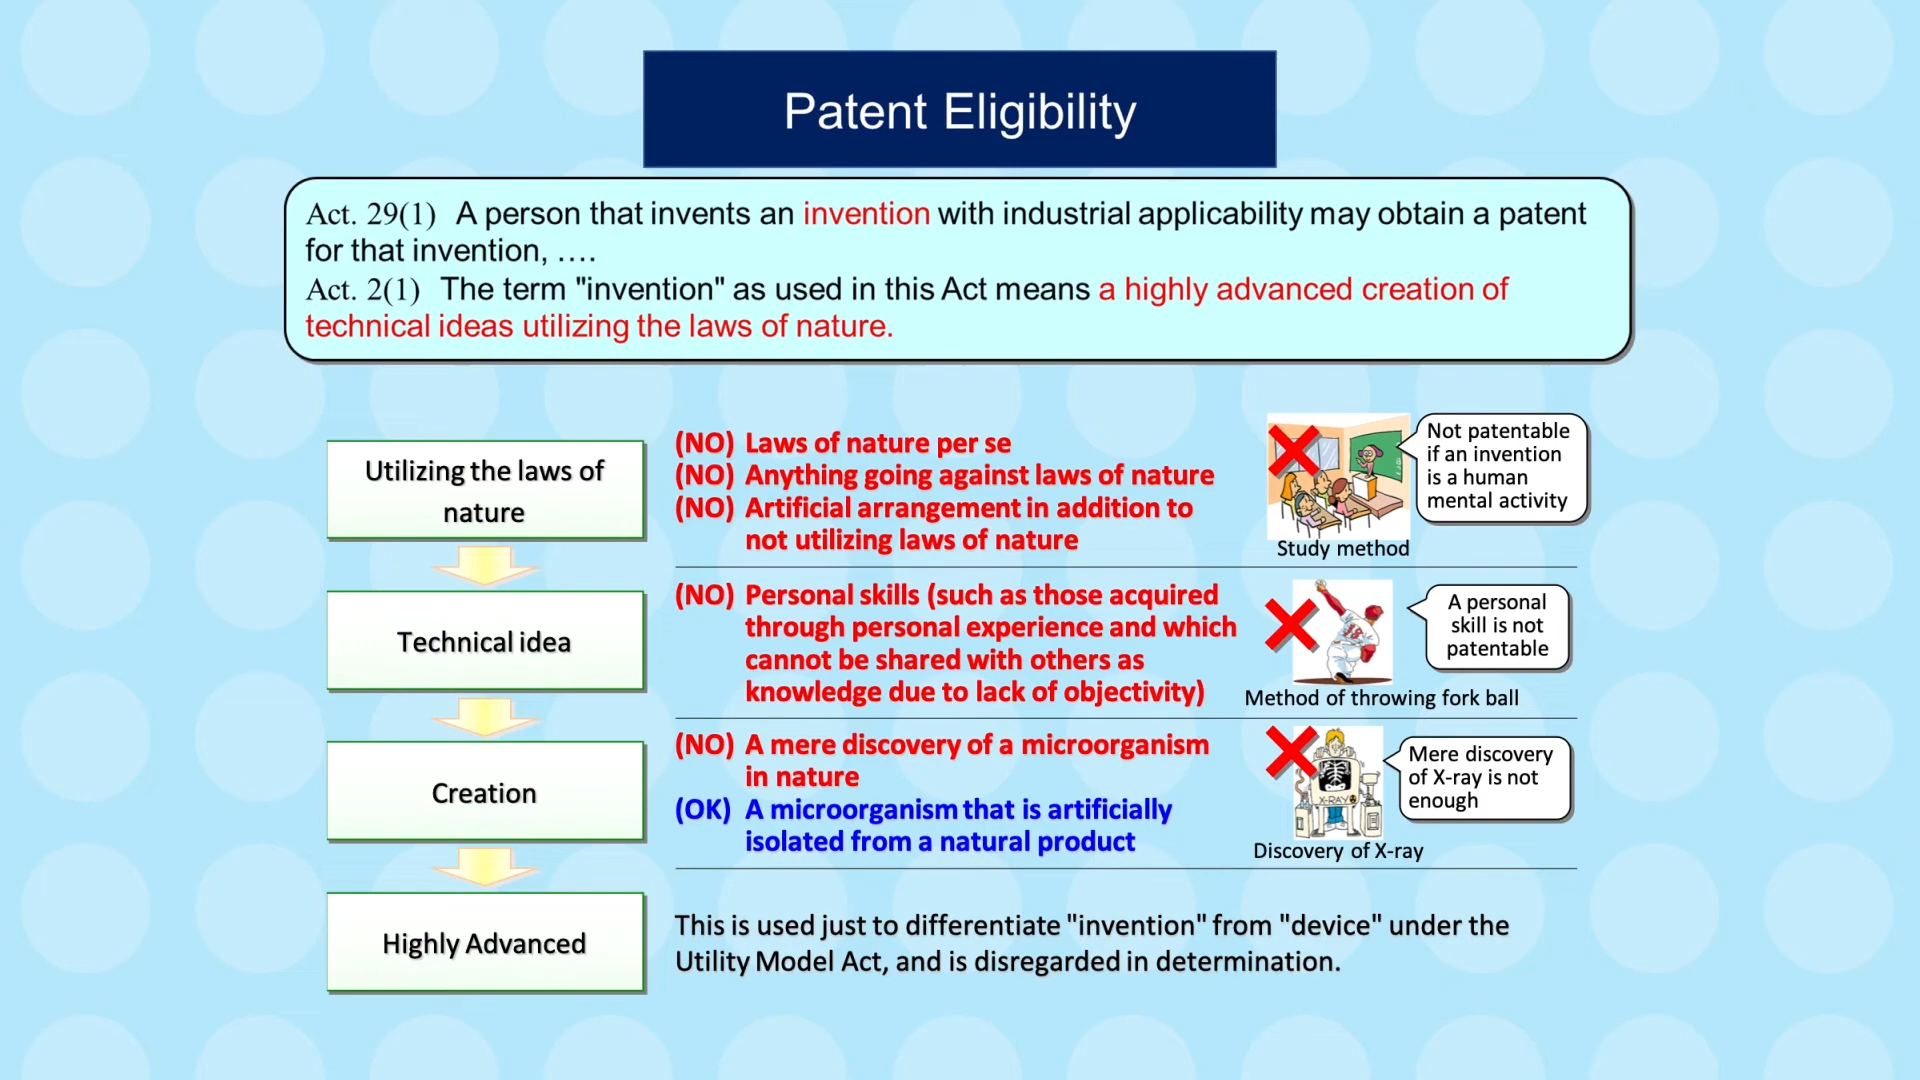 Patent Eligibility
Act. 29(1) A person that invents an invention with industrial applicability may obtain a patent
for that invention, ....
Act. 2(1) The term "invention" as used in this Act means a highly advanced creation of
technical ideas utilizing the laws of nature.
Utilizing the laws of
nature
(NO) Laws of nature per se
(NO) Anything going against laws of nature
(NO) Artificial arrangement in addition to
not utilizing laws of nature
Study method
Not patentable
if an invention
is a human
mental activity
Technical idea
(NO) Personal skills (such as those acquired
through personal experience and which
cannot be shared with others as
knowledge due to lack of objectivity)
18
Method of throwing fork ball
A personal
skill is not
patentable
Creation
(NO) A mere discovery of a microorganism
in nature
(OK) A microorganism that is artificially
isolated from a natural product
X-RAY
Discovery of X-ray
Mere discovery
of X-ray is not
enough
Highly Advanced
This is used just to differentiate "invention" from "device" under the
Utility Model Act, and is disregarded in determination.